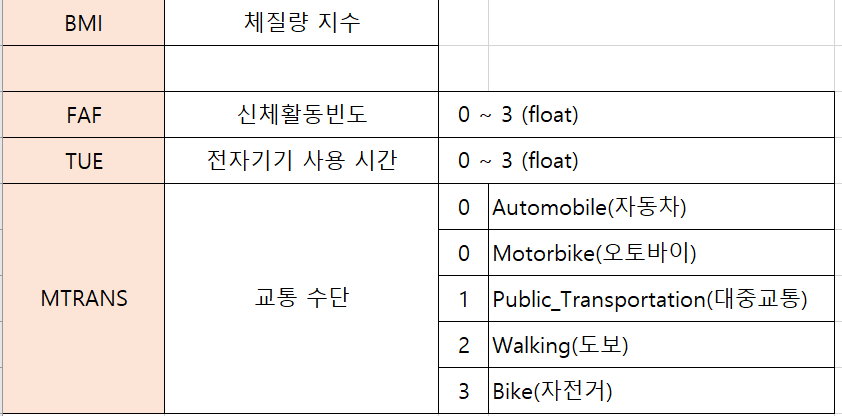 BMI 체질량 지수
FAF 신체활동빈도 0 ~ 3 (float)
TUE 전자기기 사용 시간 0 ~ 3 (float)
MTRANS 교통 수단
0 Automobile(자동차)
0 Motorbike(오토바이)
1 Public_Transportation(대중교통)
2 Walking(도보)
3 Bike(자전거)